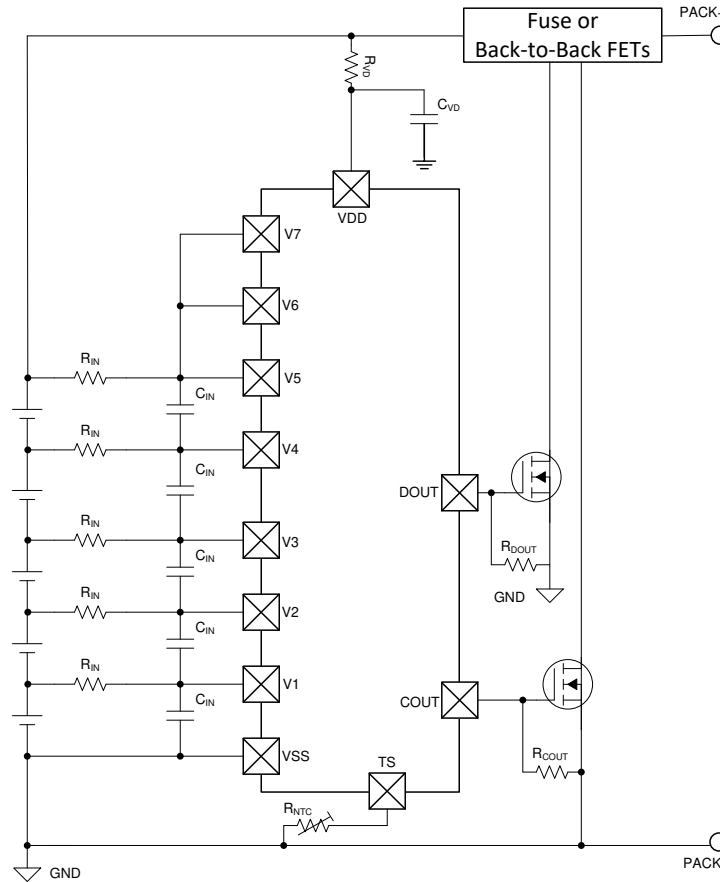 Fuse or
Back-to-Back FETs
PACK-
RVD
CVD
VDD
V7
V6
RIN
V5
CIN
RIN
V4
CIN
DOUT
RIN
V3
CIN
RDOUT
GND
RIN
V2
CIN
RIN
V1
CIN
COUT
VSS
TS
RCOUT
RNTC
GND
PACK